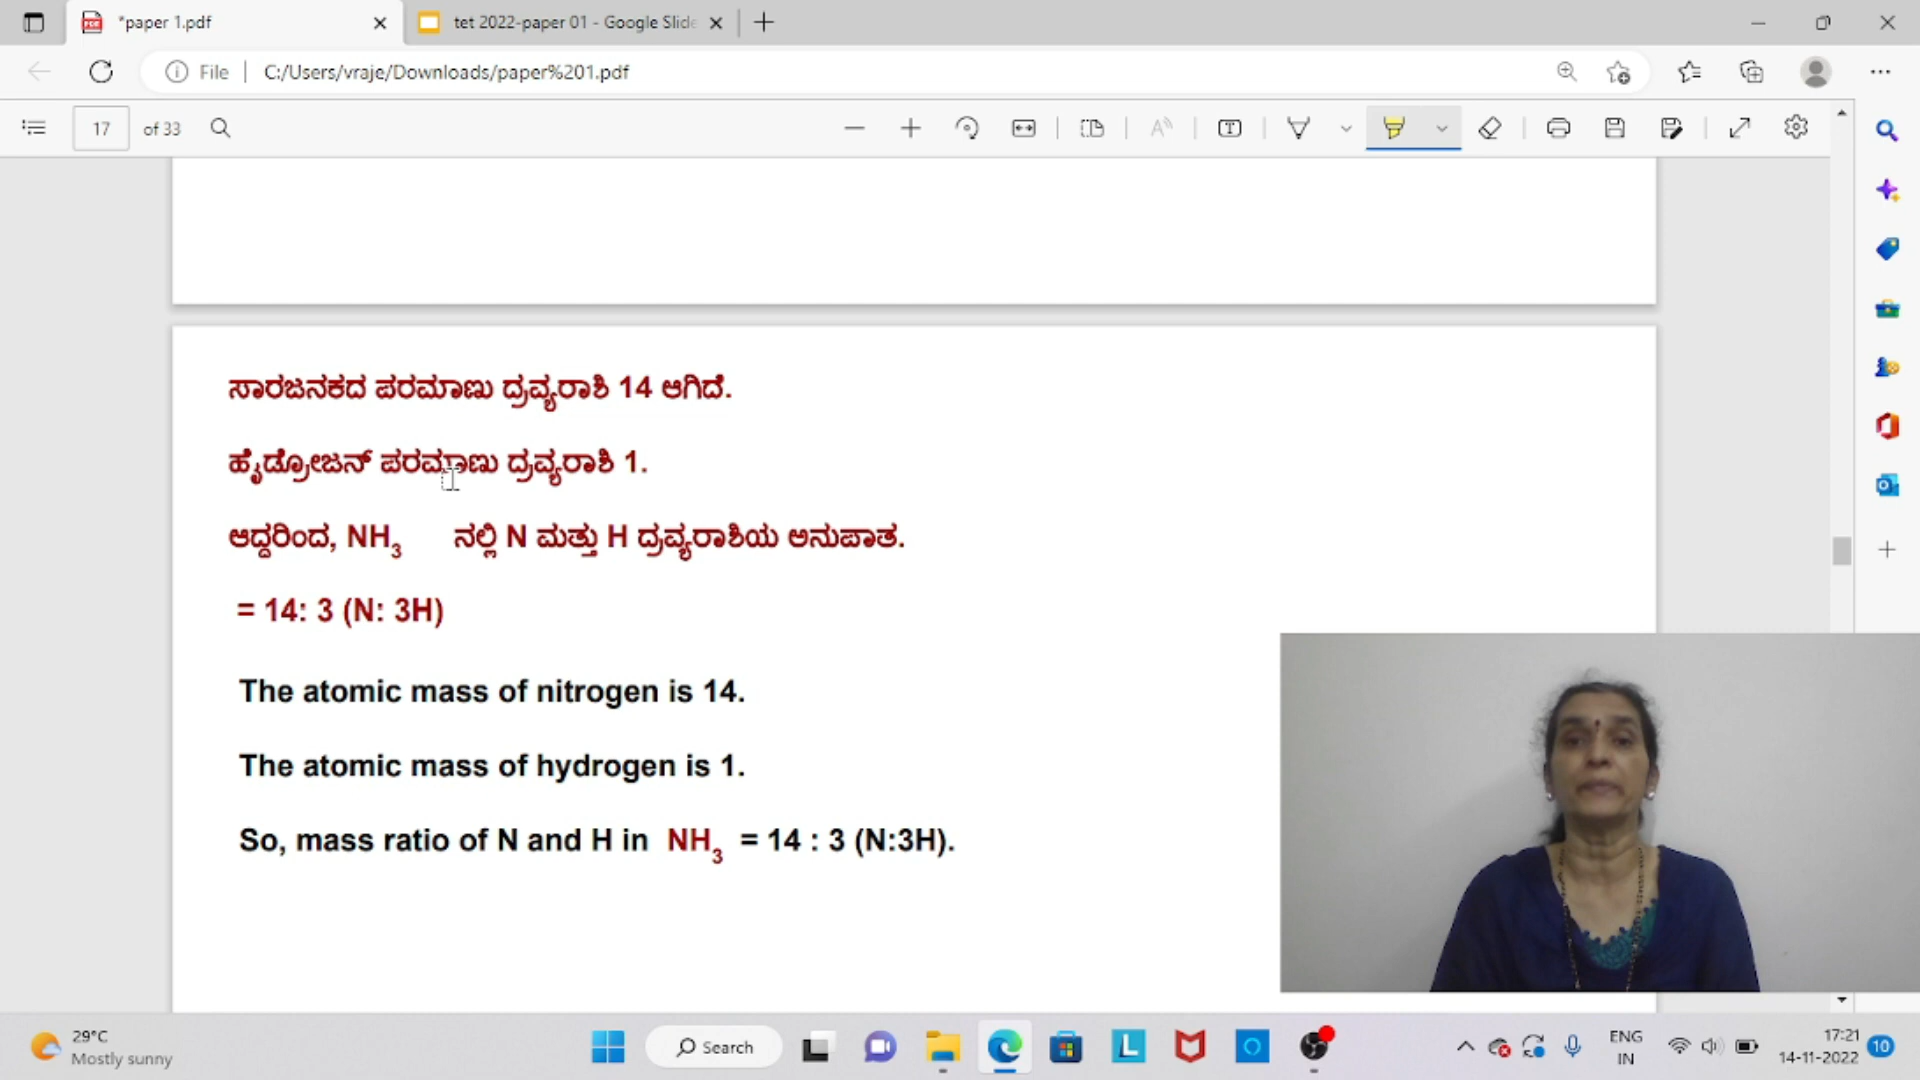 *paper 1.pdf
tet 2022-paper 01 - Google Slide
File
C:/Users/vraje/Downloads/paper%201.pdf
17 of 33
ಸಾರಜನಕದ ಪರಮಾಣು ದ್ರವ್ಯರಾಶಿ 14 ಆಗಿದೆ.
ಹೈಡ್ರೋಜನ್ ಪರಮಾಣು ದ್ರವ್ಯರಾಶಿ 1.
ಆದ್ದರಿಂದ, NH3 ನಲ್ಲಿ N ಮತ್ತು H ದ್ರವ್ಯರಾಶಿಯ ಅನುಪಾತ.
= 14: 3 (N: 3H)
The atomic mass of nitrogen is 14.
The atomic mass of hydrogen is 1.
So, mass ratio of N and H in NH3 = 14 : 3 (N:3H).
29°C
Mostly sunny
Search
ENG
IN
17:21
14-11-2022
10